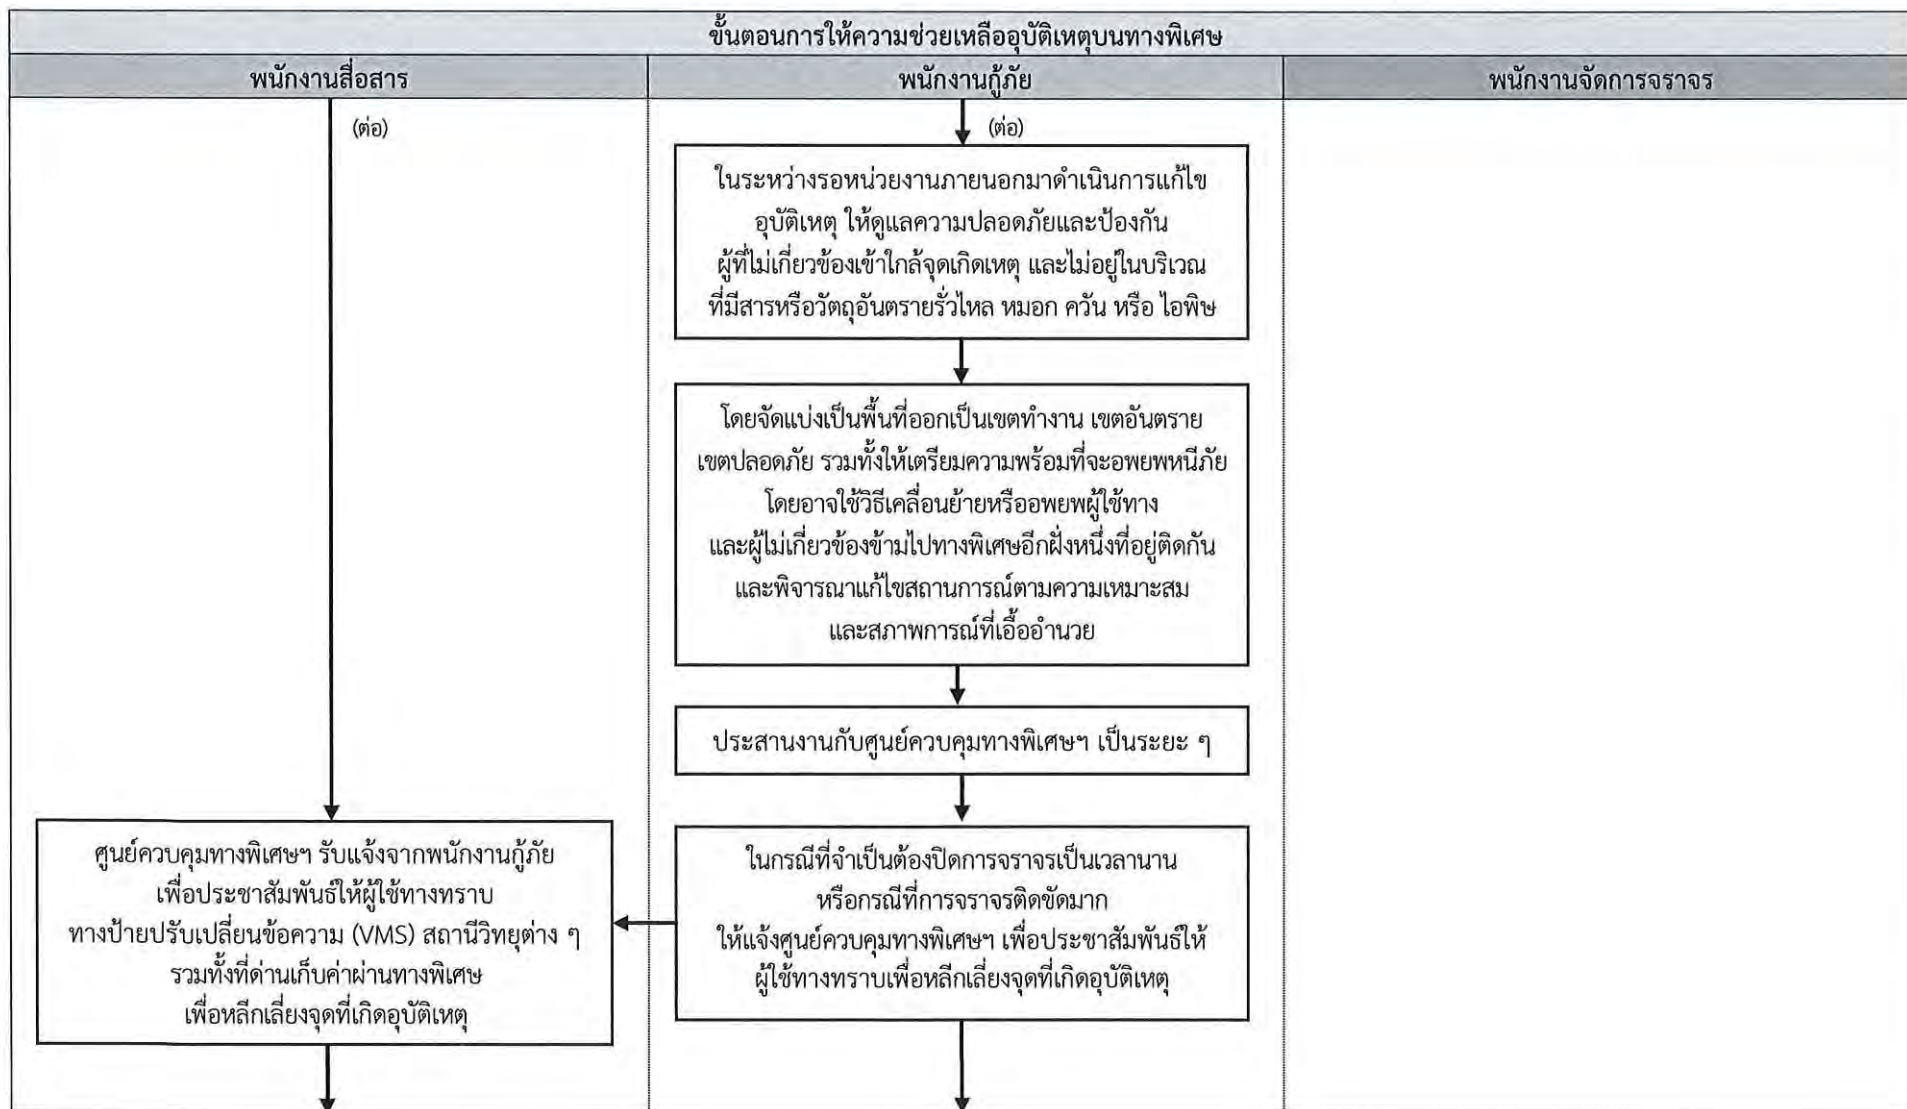 ขั้นตอนการให้ความช่วยเหลืออุบัติเหตุบนทางพิเศษ
พนักงานสื่อสาร
พนักงานกู้ภัย
พนักงานจัดการจราจร
(ต่อ)
(ต่อ)
ในระหว่างรอหน่วยงานภายนอกมาดำเนินการแก้ไข
อุบัติเหตุ ให้ดูแลความปลอดภัยและป้องกัน
ผู้ที่ไม่เกี่ยวข้องเข้าใกล้จุดเกิดเหตุ และไม่อยู่ในบริเวณ
ที่มีสารหรือวัตถุอันตรายรั่วไหล หมอก ควัน หรือ ไอพิษ
โดยจัดแบ่งเป็นพื้นที่ออกเป็นเขตทำงาน เขตอันตราย
เขตปลอดภัย รวมทั้งให้เตรียมความพร้อมที่จะอพยพหนีภัย
โดยอาจใช้วิธีเคลื่อนย้ายหรืออพยพผู้ใช้ทาง
และผู้ไม่เกี่ยวข้องข้ามไปทางพิเศษอีกฝั่งหนึ่งที่อยู่ติดกัน
และพิจารณาแก้ไขสถานการณ์ตามความเหมาะสม
และสภาพการณ์ที่เอื้ออำนวย
ประสานงานกับศูนย์ควบคุมทางพิเศษฯ เป็นระยะ ๆ
ศูนย์ควบคุมทางพิเศษฯ รับแจ้งจากพนักงานกู้ภัย
เพื่อประชาสัมพันธ์ให้ผู้ใช้ทางทราบ
ทางป้ายปรับเปลี่ยนข้อความ (VMS) สถานีวิทยุต่าง ๆ
รวมทั้งที่ด่านเก็บค่าผ่านทางพิเศษ
เพื่อหลีกเลี่ยงจุดที่เกิดอุบัติเหตุ
ในกรณีที่จำเป็นต้องปิดการจราจรเป็นเวลานาน
หรือกรณีที่การจราจรติดขัดมาก
ให้แจ้งศูนย์ควบคุมทางพิเศษฯ เพื่อประชาสัมพันธ์ให้
ผู้ใช้ทางทราบเพื่อหลีกเลี่ยงจุดที่เกิดอุบัติเหตุ